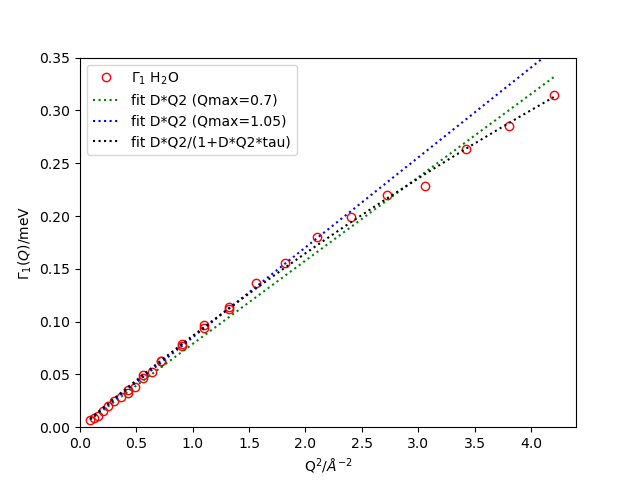 Γ₁ H₂O
fit D*Q2 (Qmax=0.7)
fit D*Q2 (Qmax=1.05)
fit D*Q2/(1+D*Q2*tau)
Γ₁(Q)/meV
0.35
0.30
0.25
0.20
0.15
0.10
0.05
0.00
0.0 0.5 1.0 1.5 2.0 2.5 3.0 3.5 4.0
Q²/Å⁻²